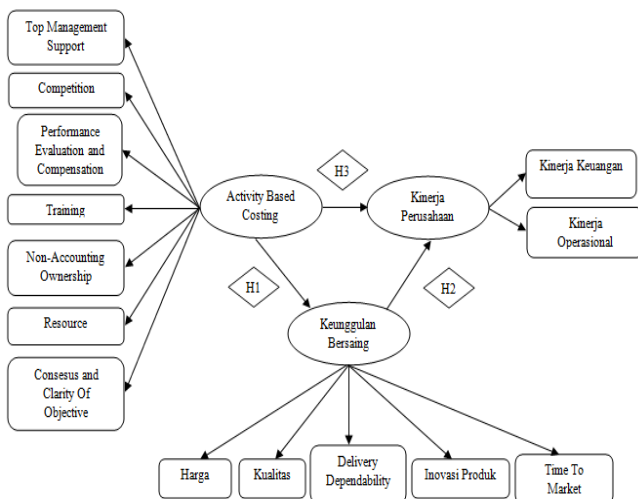 Top Management
Support
Competition
Performance
Evaluation and
Compensation
Training
Non-Accounting
Ownership
Resource
Consesus and
Clarity Of
Objective
Activity Based
Costing
H3
Kinerja
Perusahaan
Kinerja Keuangan
Kinerja
Operasional
H1
H2
Keunggulan
Bersaing
Harga
Kualitas
Delivery
Dependability
Inovasi Produk
Time To
Market